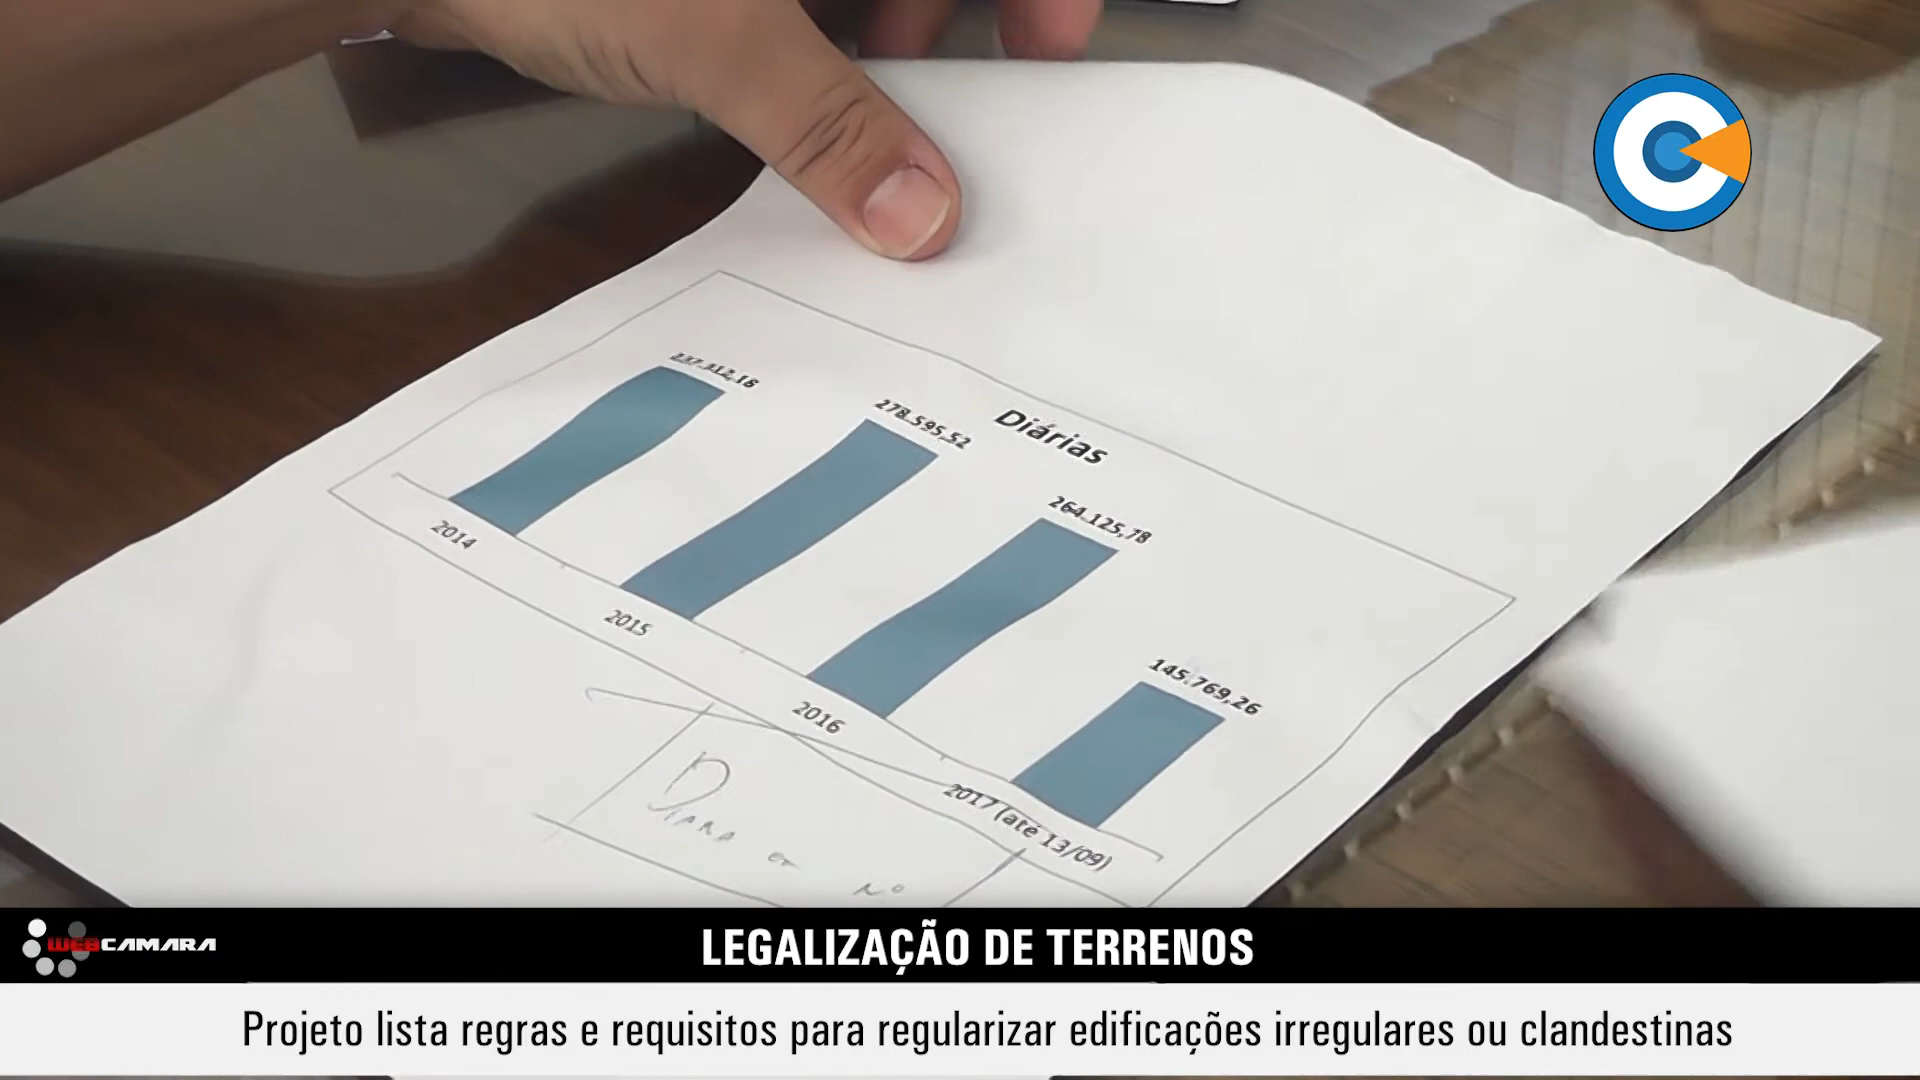 Diárias
278.595,52
264.125,78
145.769,26
2014
2015
2016
2017 (até 13/09)
Nº
WEBCAMARA
LEGALIZAÇÃO DE TERRENOS
Projeto lista regras e requisitos para regularizar edificações irregulares ou clandestinas